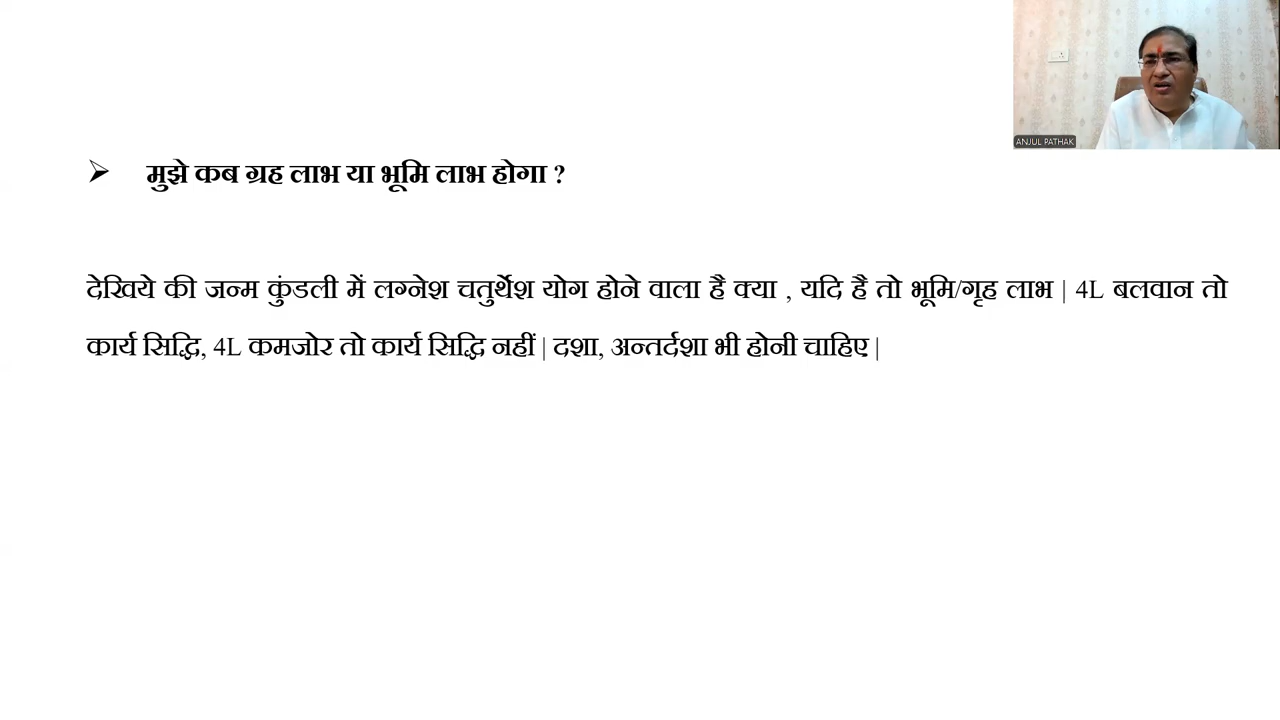 ANJUL PATHAK
➢ मुझे कब ग्रह लाभ या भूमि लाभ होगा ?
देखिये की जन्म कुंडली में लग्नेश चतुर्थेश योग होने वाला है क्या , यदि है तो भूमि/गृह लाभ | 4L बलवान तो
कार्य सिद्धि, 4L कमजोर तो कार्य सिद्धि नहीं | दशा, अन्तर्दशा भी होनी चाहिए |